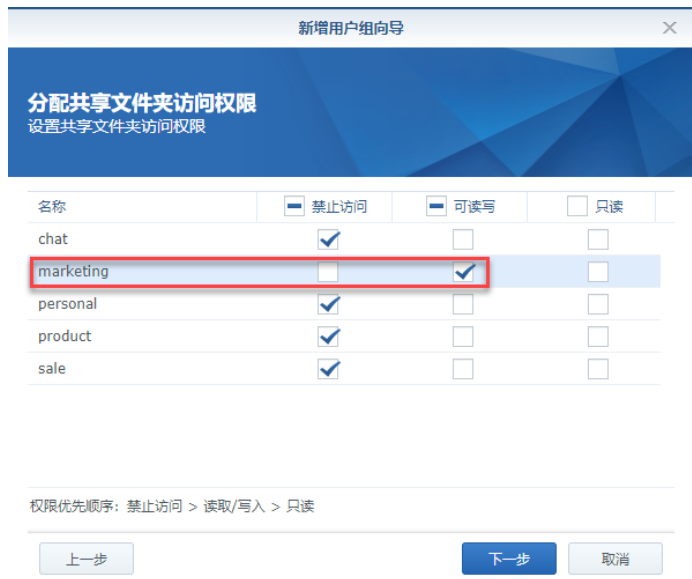 新增用户组向导
分配共享文件夹访问权限
设置共享文件夹访问权限
名称 禁止访问 可读写 只读
chat
marketing
personal
product
sale
权限优先顺序: 禁止访问 > 读取/写入 > 只读
上一步 下一步 取消